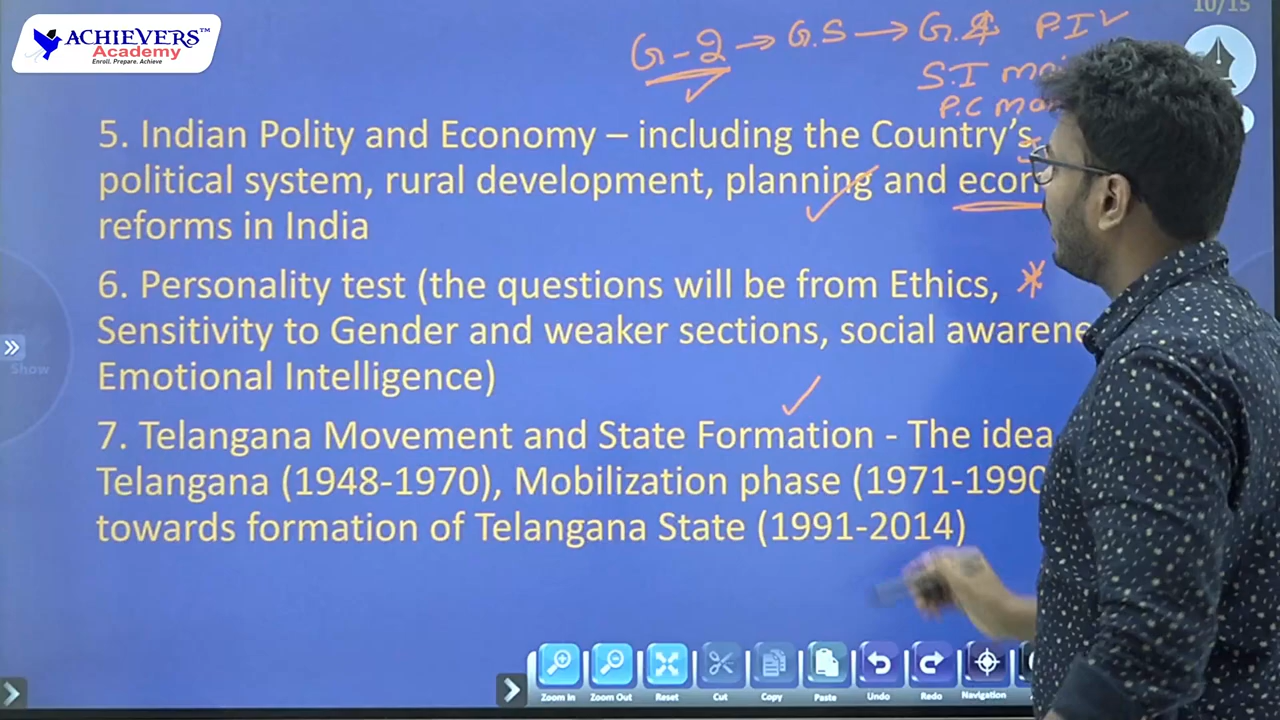 10/15
ACHIEVERS™
Academy
Enroll. Prepare. Achieve
G-2 → G.S → G.S P.IV
S.I
P.C
5. Indian Polity and Economy – including the Country's
political system, rural development, planning and econ
reforms in India
6. Personality test (the questions will be from Ethics, *
Sensitivity to Gender and weaker sections, social awarene
Emotional Intelligence)
7. Telangana Movement and State Formation - The idea
Telangana (1948-1970), Mobilization phase (1971-1990
towards formation of Telangana State (1991-2014)
Show
Zoom In Zoom Out Reset Cut Copy Paste Undo Redo Navigation